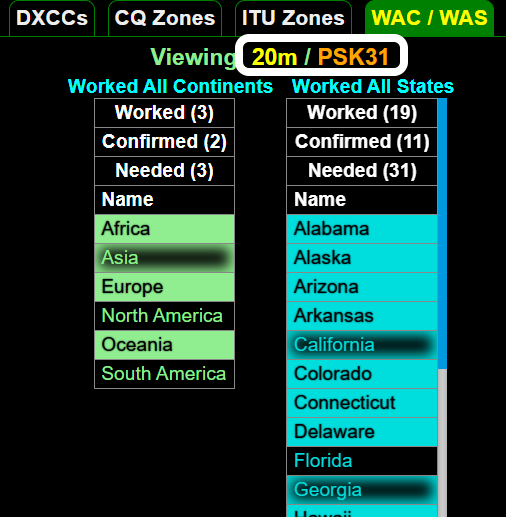 DXCCs CQ Zones ITU Zones WAC / WAS
Viewing 20m / PSK31
Worked All Continents
Worked (3)
Confirmed (2)
Needed (3)
Name
Africa
Asia
Europe
North America
Oceania
South America
Worked All States
Worked (19)
Confirmed (11)
Needed (31)
Name
Alabama
Alaska
Arizona
Arkansas
California
Colorado
Connecticut
Delaware
Florida
Georgia
Hawaii